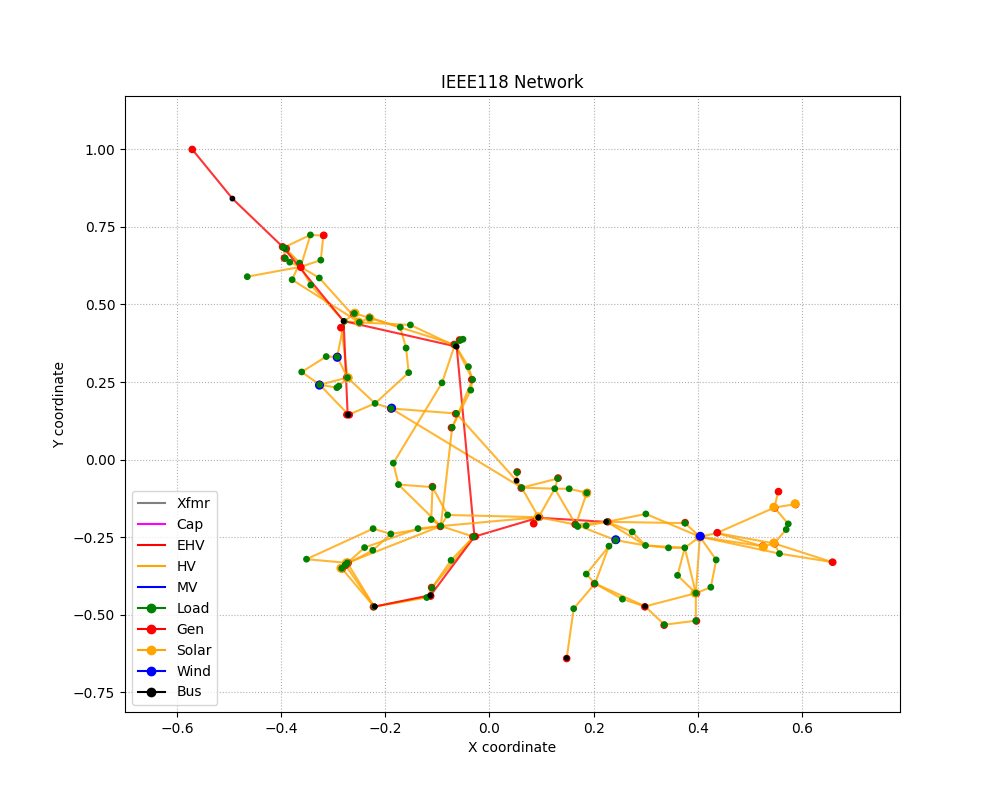 IEEE118 Network
1.00
0.75
0.50
0.25
0.00
−0.25
−0.50
−0.75
Y coordinate
Xfmr
Cap
EHV
HV
MV
Load
Gen
Solar
Wind
Bus
−0.6
−0.4
−0.2
0.0
0.2
0.4
0.6
X coordinate